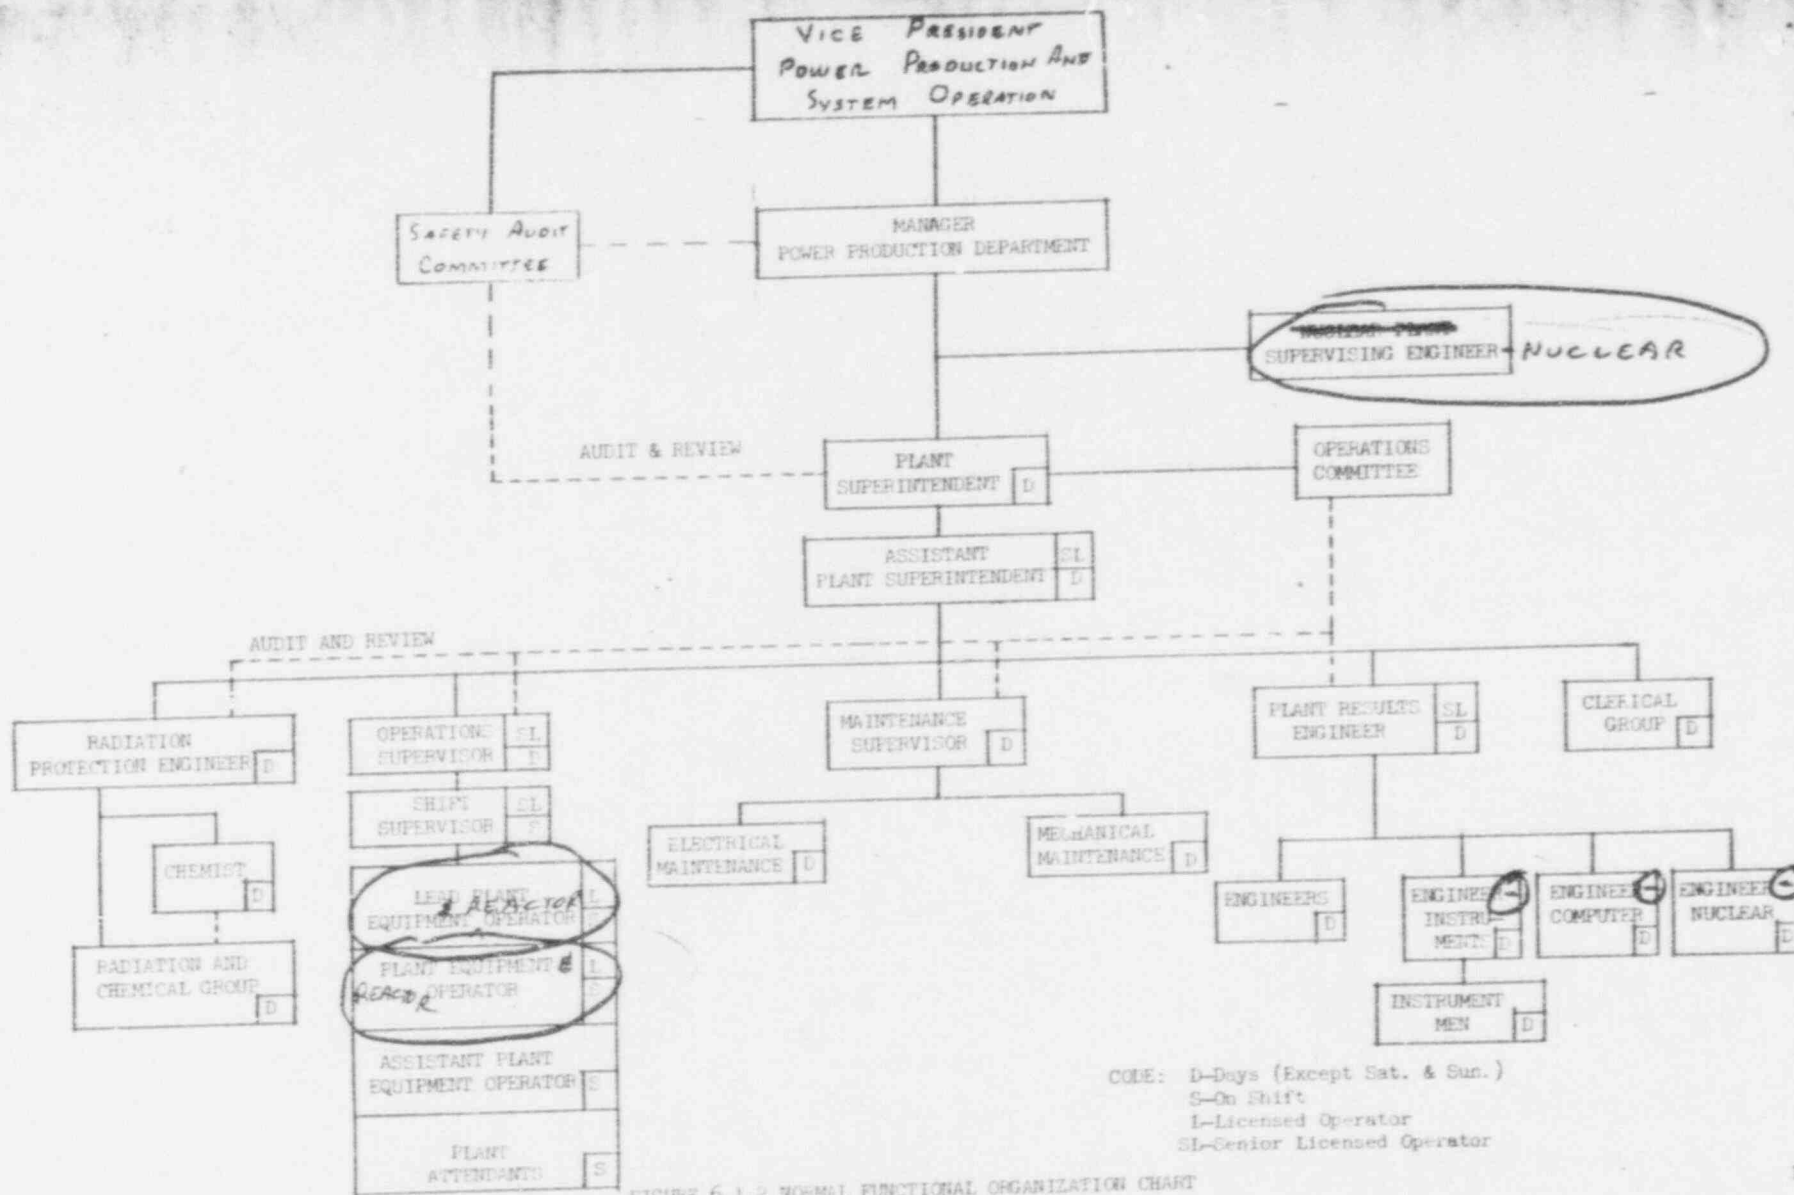 VICE PRESIDENT
POWER PRODUCTION AND
SYSTEM OPERATION
SAFETY AUDIT
COMMITTEE
MANAGER
POWER PRODUCTION DEPARTMENT
SUPERVISING ENGINEER - NUCLEAR
AUDIT & REVIEW
PLANT
SUPERINTENDENT D
OPERATIONS
COMMITTEE
ASSISTANT SL
PLANT SUPERINTENDENT D
AUDIT AND REVIEW
RADIATION
PROTECTION ENGINEER D
OPERATIONS SL
SUPERVISOR D
MAINTENANCE
SUPERVISOR D
PLANT RESULTS SL
ENGINEER D
CLERICAL
GROUP D
SHIFT SL
SUPERVISOR S
CHEMIST
D
ELECTRICAL
MAINTENANCE D
MECHANICAL
MAINTENANCE D
LEAD PLANT L
& REACTOR
EQUIPMENT OPERATOR S
ENGINEERS
D
ENGINEER -
INSTRU-
MENTS D
ENGINEER -
COMPUTER
D
ENGINEER -
NUCLEAR
D
RADIATION AND
CHEMICAL GROUP
D
PLANT EQUIPMENT & L
REACTOR OPERATOR S
INSTRUMENT
MEN D
ASSISTANT PLANT
EQUIPMENT OPERATOR S
PLANT
ATTENDANTS S
CODE: D-Days (Except Sat. & Sun.)
S-On Shift
L-Licensed Operator
SL-Senior Licensed Operator
FIGURE 6.1.2 NORMAL FUNCTIONAL ORGANIZATION CHART